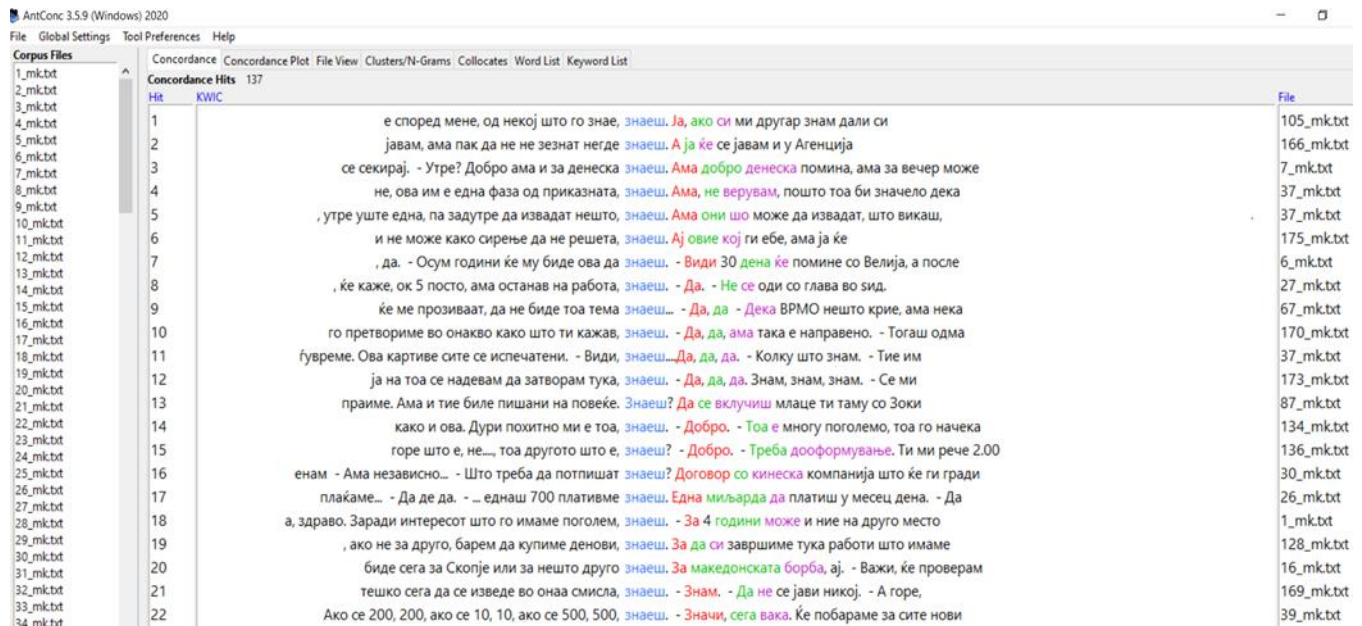 AntConc 3.5.9 (Windows) 2020
File Global Settings Tool Preferences Help
Corpus Files
1_mk.txt
2_mk.txt
3_mk.txt
4_mk.txt
5_mk.txt
6_mk.txt
7_mk.txt
8_mk.txt
9_mk.txt
10_mk.txt
11_mk.txt
12_mk.txt
13_mk.txt
14_mk.txt
15_mk.txt
16_mk.txt
17_mk.txt
18_mk.txt
19_mk.txt
20_mk.txt
21_mk.txt
22_mk.txt
23_mk.txt
24_mk.txt
25_mk.txt
26_mk.txt
27_mk.txt
28_mk.txt
29_mk.txt
30_mk.txt
31_mk.txt
32_mk.txt
33_mk.txt
34_mk.txt
Concordance Concordance Plot File View Clusters/N-Grams Collocates Word List Keyword List
Concordance Hits 137
Hit KWIC File
1 е според мене, од некој што го знае, знаеш. Ја, ако си ми другар знам дали си 105_mk.txt
2 јавам, ама пак да не не зезнат негде знаеш. А ја ќе се јавам и у Агенција 166_mk.txt
3 се секирај. - Утре? Добро ама и за денеска знаеш. Ама добро денеска помина, ама за вечер може 7_mk.txt
4 не, ова им е една фаза од приказната, знаеш. Ама, не верувам, пошто тоа би значело дека 37_mk.txt
5 , утре уште една, па задутре да извадат нешто, знаеш. Ама они шо може да извадат, што викаш, 37_mk.txt
6 и не може како сирење да не решета, знаеш. Ај овие кој ги ебе, ама ја ќе 175_mk.txt
7 , да. - Осум години ќе му биде ова да знаеш. - Види 30 дена ќе помине со Велија, а после 6_mk.txt
8 , ќе каже, ок 5 посто, ама останав на работа, знаеш. - Да. - Не се оди со глава во ѕид. 27_mk.txt
9 ќе ме прозиваат, да не биде тоа тема знаеш... - Да, да - Дека ВРМО нешто крие, ама нека 67_mk.txt
10 го претвориме во онакво како што ти кажав, знаеш. - Да, да, ама така е направено. - Тогаш одма 170_mk.txt
11 ѓувреме. Ова картиве сите се испечатени. - Види, знаеш....Да, да, да. - Колку што знам. - Тие им 37_mk.txt
12 ја на тоа се надевам да затворам тука, знаеш. - Да, да, да. Знам, знам, знам. - Се ми 173_mk.txt
13 праиме. Ама и тие биле пишани на повеќе. Знаеш? Да се вклучиш млаце ти таму со Зоки 87_mk.txt
14 како и ова. Дури похитно ми е тоа, знаеш. - Добро. - Тоа е многу поголемо, тоа го начека 134_mk.txt
15 горе што е, не...., тоа другото што е, знаеш? - Добро. - Треба дооформување. Ти ми рече 2.00 136_mk.txt
16 енам - Ама независно... - Што треба да потпишат знаеш? Договор со кинеска компанија што ќе ги гради 30_mk.txt
17 плаќаме... - Да де да. - ... еднаш 700 плативме знаеш. Една миљарда да платиш у месец дена. - Да 26_mk.txt
18 а, здраво. Заради интересот што го имаме поголем, знаеш. - За 4 години може и ние на друго место 1_mk.txt
19 , ако не за друго, барем да купиме денови, знаеш. За да си завршиме тука работи што имаме 128_mk.txt
20 биде сега за Скопје или за нешто друго знаеш. За македонската борба, ај. - Важи, ќе проверам 16_mk.txt
21 тешко сега да се изведе во онаа смисла, знаеш. - Знам. - Да не се јави никој. - А горе, 169_mk.txt
22 Ако се 200, 200, ако се 10, 10, ако се 500, 500, знаеш. - Значи, сега вака. Ќе побараме за сите нови 39_mk.txt